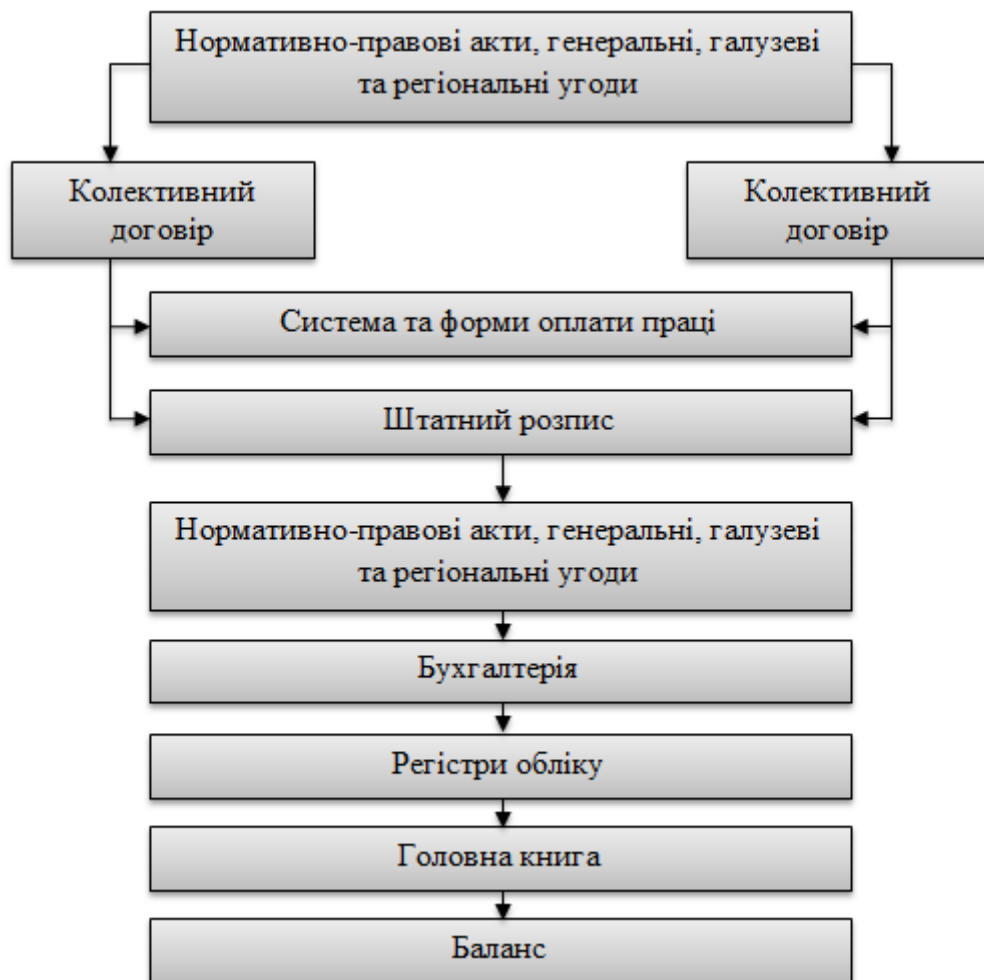 Нормативно-правові акти, генеральні, галузеві
та регіональні угоди
Колективний
договір
Колективний
договір
Система та форми оплати праці
Штатний розпис
Нормативно-правові акти, генеральні, галузеві
та регіональні угоди
Бухгалтерія
Регістри обліку
Головна книга
Баланс